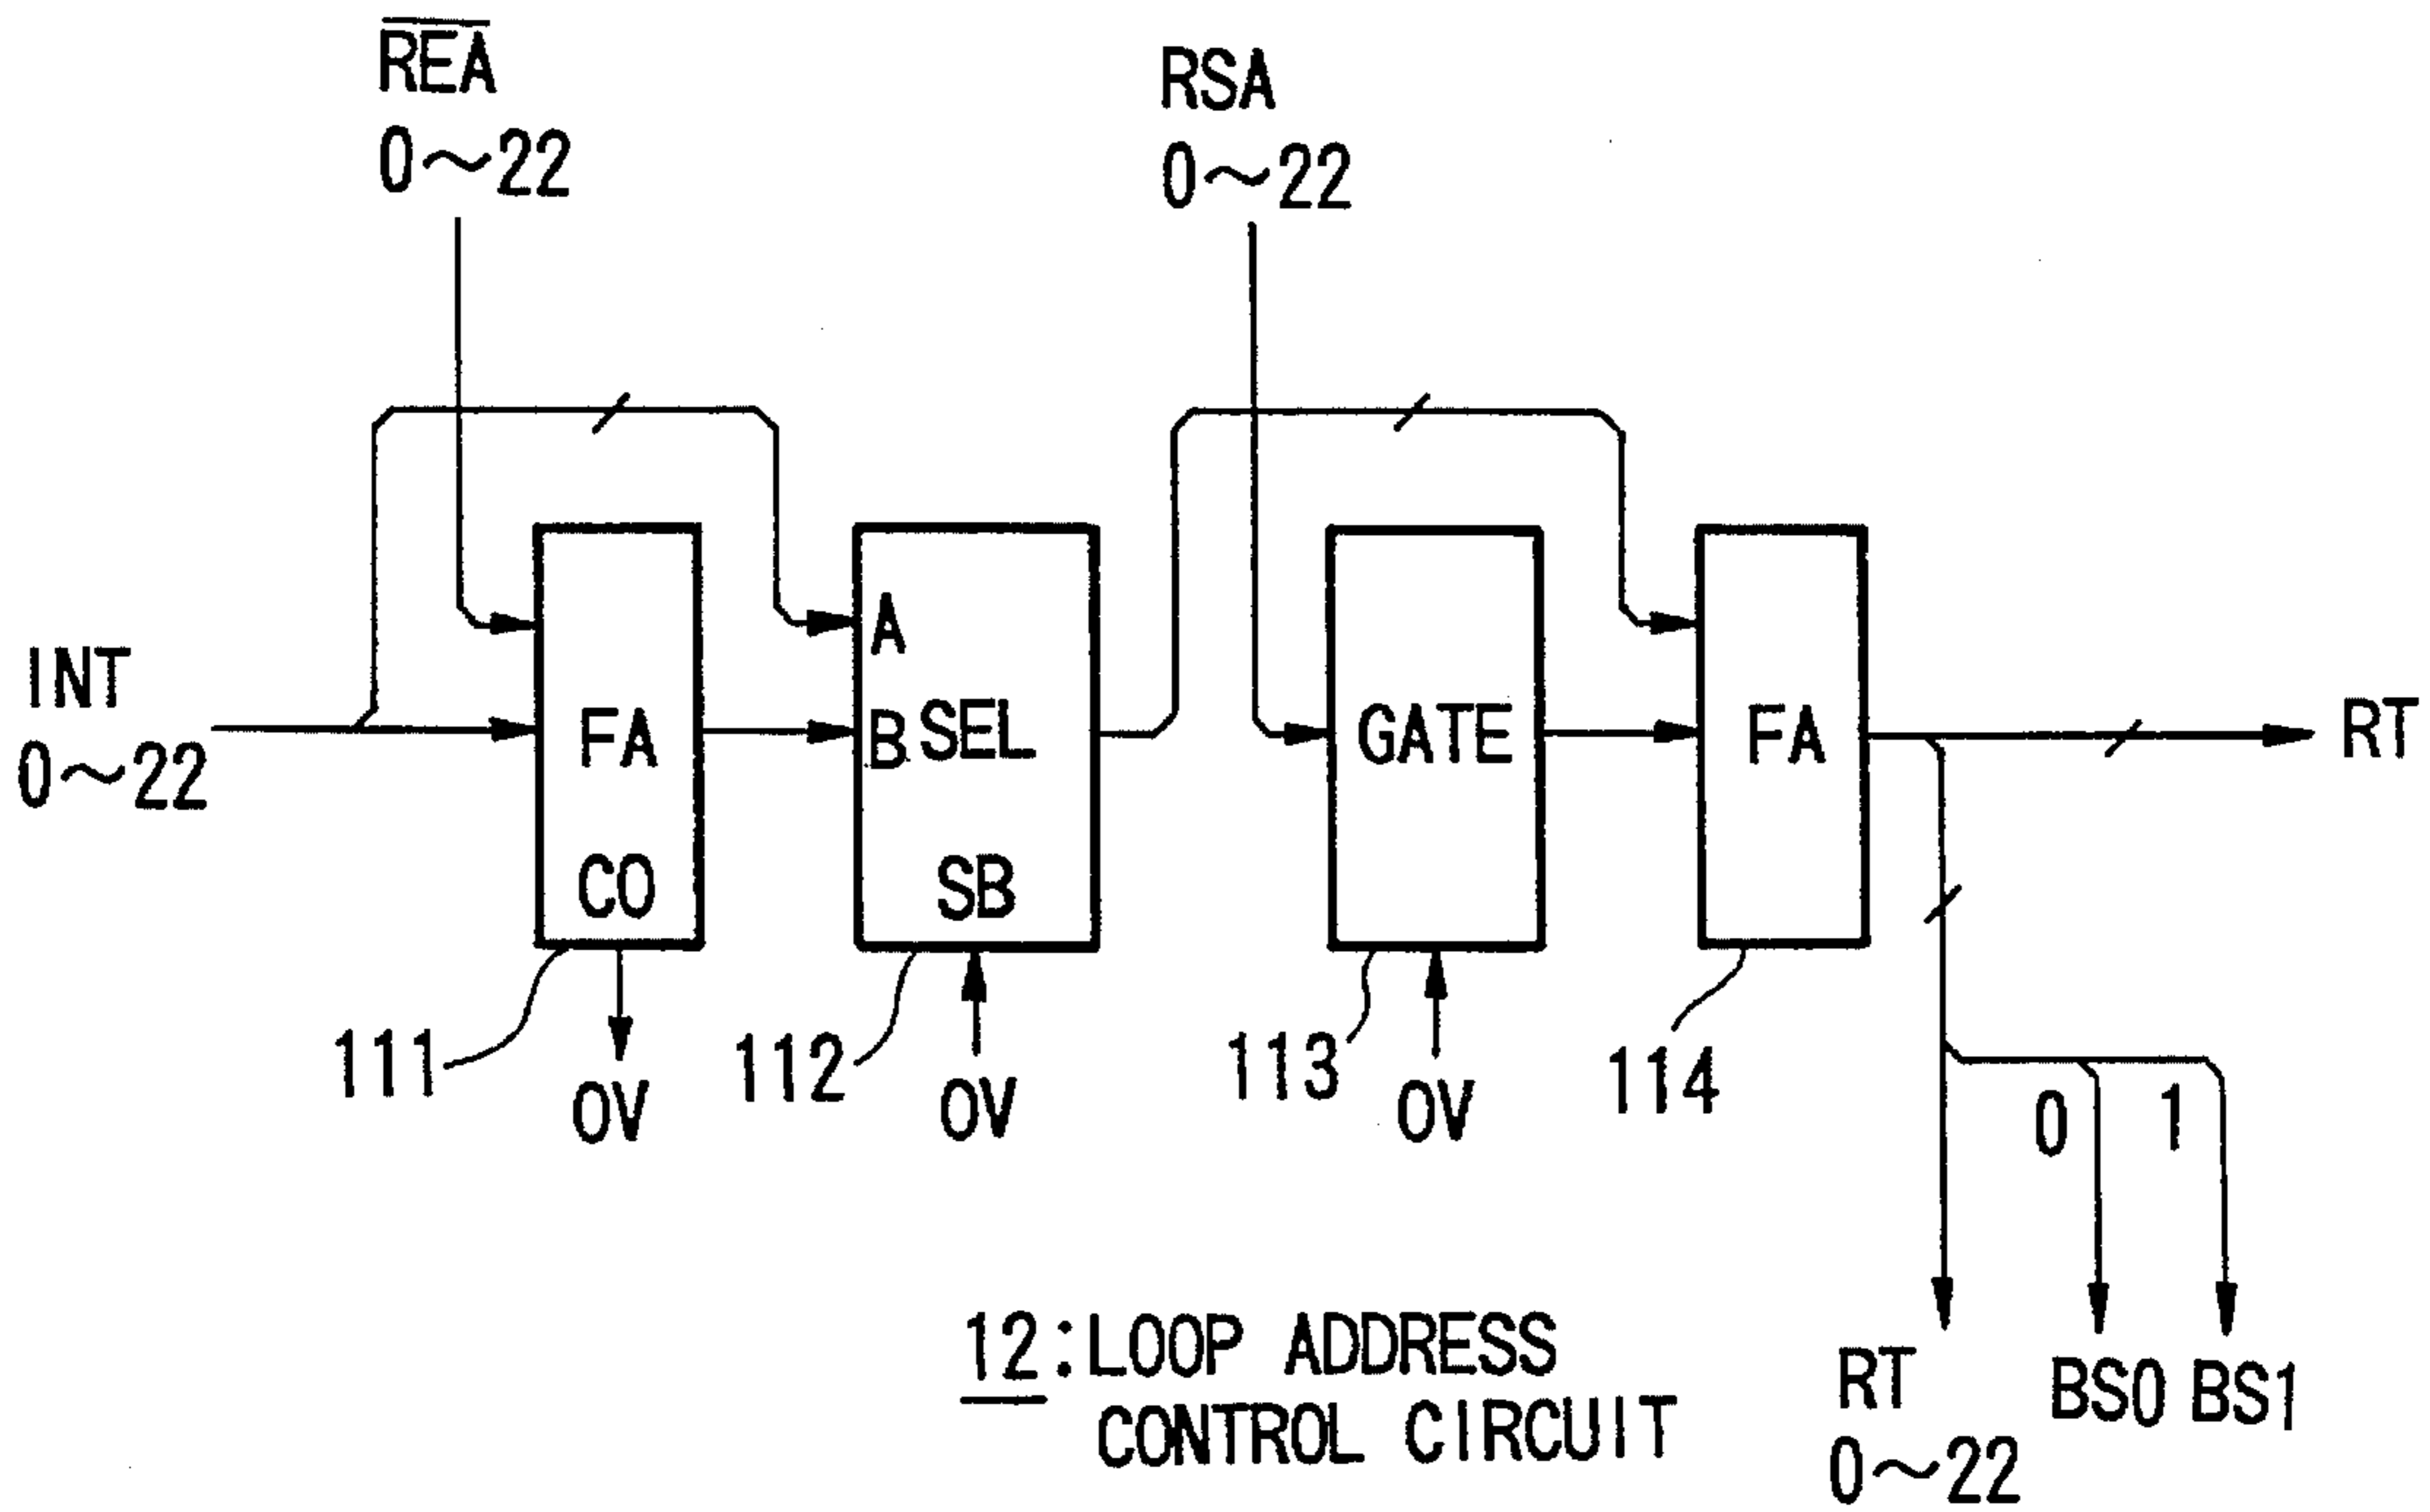 REA
0~22
RSA
0~22
INT
0~22
FA
CO
A
B SEL
SB
GATE
FA
RT
111
OV
112
OV
113
OV
114
0
1
RT
0~22
BS0
BS1
12:LOOP ADDRESS
CONTROL CIRCUIT